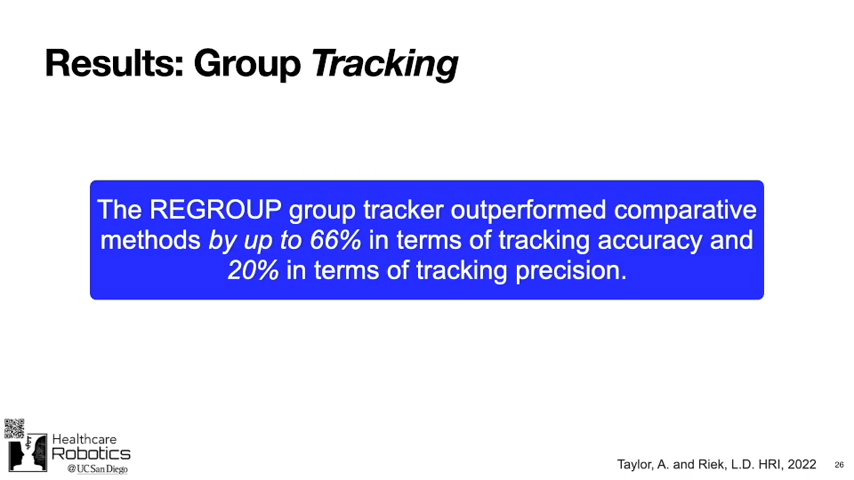 Results: Group Tracking
The REGROUP group tracker outperformed comparative
methods by up to 66% in terms of tracking accuracy and
20% in terms of tracking precision.
Healthcare
Robotics
@UC San Diego
Taylor, A. and Riek, L.D. HRI, 2022
26